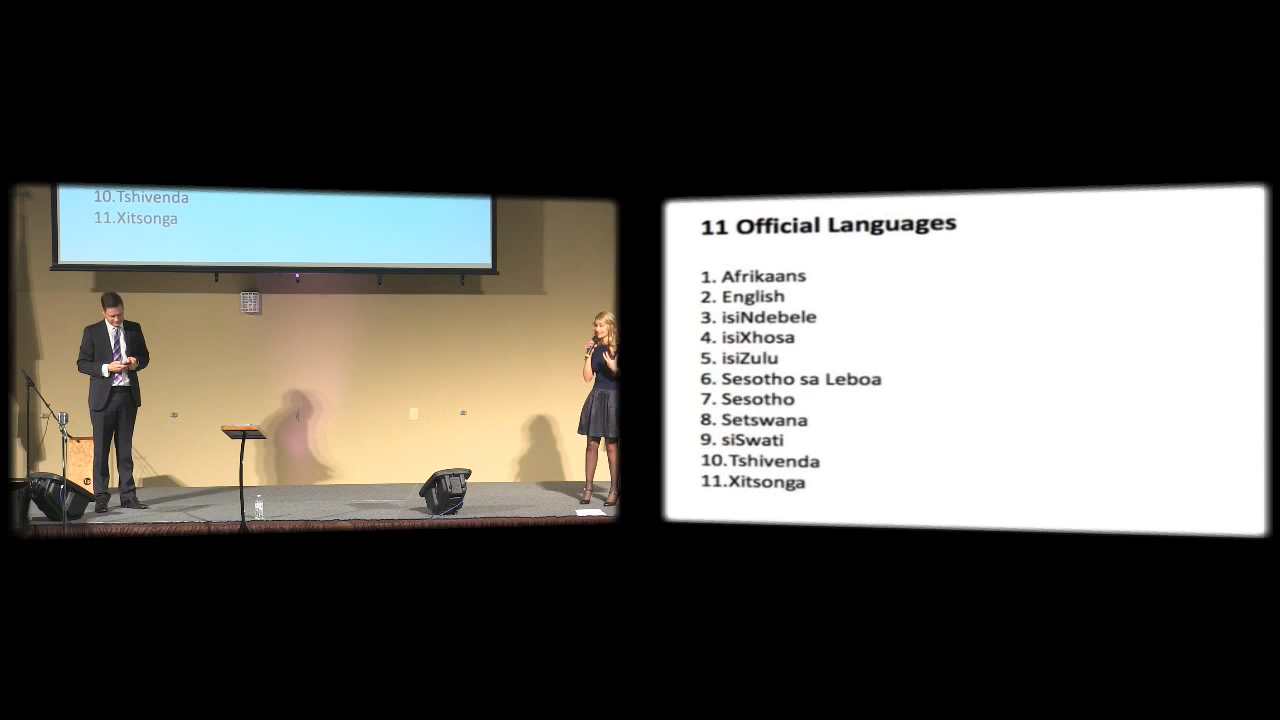 10.Tshivenda
11.Xitsonga
11 Official Languages
1. Afrikaans
2. English
3. isiNdebele
4. isiXhosa
5. isiZulu
6. Sesotho sa Leboa
7. Sesotho
8. Setswana
9. siSwati
10.Tshivenda
11.Xitsonga